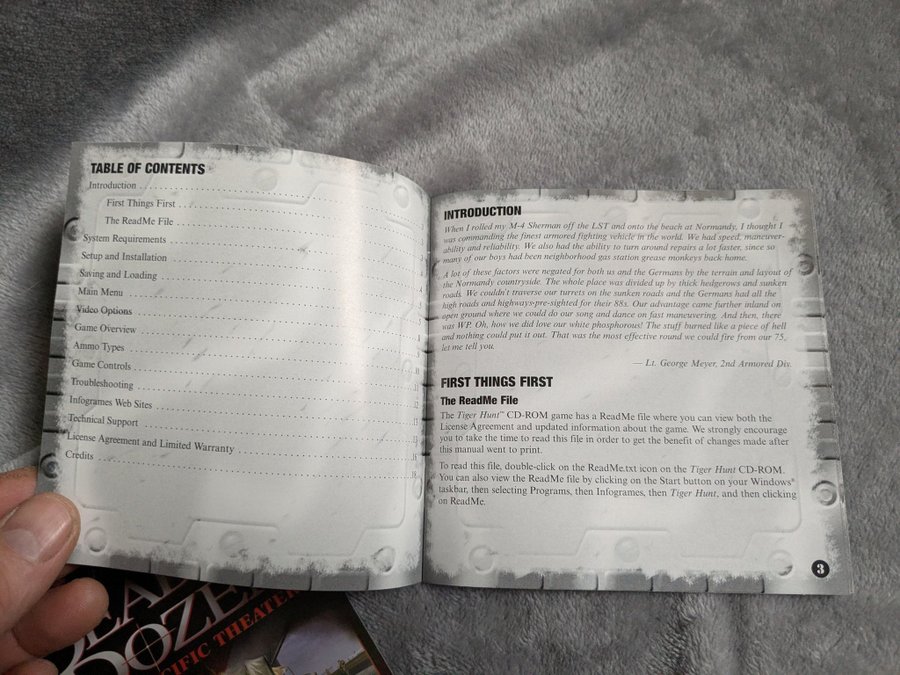 TABLE OF CONTENTS
Introduction
First Things First
The ReadMe File
System Requirements
Setup and Installation
Saving and Loading
Main Menu
Video Options
Game Overview
Ammo Types
Game Controls
Troubleshooting
Infogrames Web Sites
Technical Support
License Agreement and Limited Warranty
Credits
INTRODUCTION
When I rolled my M-4 Sherman off the LST and onto the beach at Normandy, I thought I
was commanding the finest armored fighting vehicle in the world. We had speed, maneuver-
ability and reliability. We also had the ability to turn around repairs a lot faster, since so
many of our boys had been neighborhood gas station grease monkeys back home.
A lot of these factors were negated for both us and the Germans by the terrain and layout of
the Normandy countryside. The whole place was divided up by thick hedgerows and sunken
roads. We couldn't traverse our turrets on the sunken roads and the Germans had all the
high roads and highways-pre-sighted for their 88s. Our advantage came further inland on
open ground where we could do our song and dance on fast maneuvering. And then, there
was WP. Oh, how we did love our white phosphorous! The stuff burned like a piece of hell
and nothing could put it out. That was the most effective round we could fire from our 75,
let me tell you.
— Lt. George Meyer, 2nd Armored Div.
FIRST THINGS FIRST
The ReadMe File
The Tiger Hunt™ CD-ROM game has a ReadMe file where you can view both the
License Agreement and updated information about the game. We strongly encourage
you to take the time to read this file in order to get the benefit of changes made after
this manual went to print.
To read this file, double-click on the ReadMe.txt icon on the Tiger Hunt CD-ROM.
You can also view the ReadMe file by clicking on the Start button on your Windows®
taskbar, then selecting Programs, then Infogrames, then Tiger Hunt, and then clicking
on ReadMe.
3
THEATER